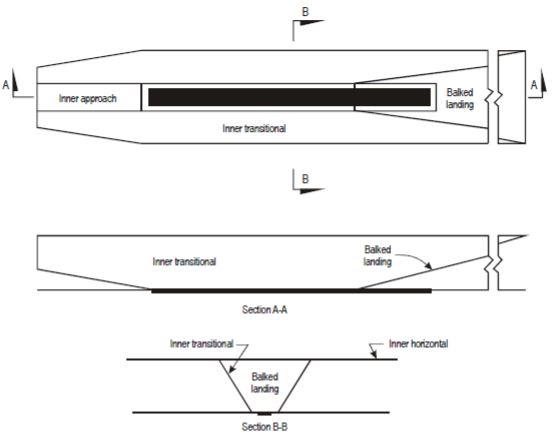 B
A
A
Inner approach
Balked
landing
Inner transitional
B
Balked
landing
Inner transitional
Section A-A
Inner transitional
Inner horizontal
Balked
landing
Section B-B